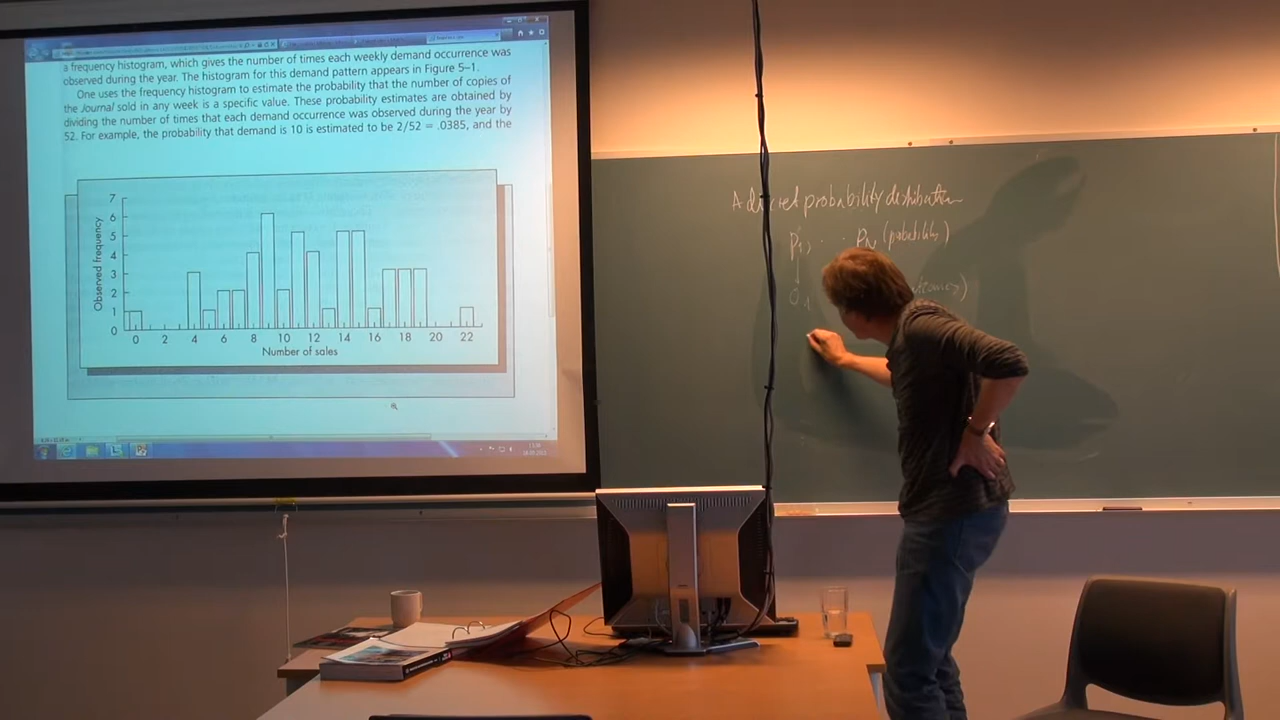 a frequency histogram, which gives the number of times each weekly demand occurrence was
observed during the year. The histogram for this demand pattern appears in Figure 5–1.
One uses the frequency histogram to estimate the probability that the number of copies of
the Journal sold in any week is a specific value. These probability estimates are obtained by
dividing the number of times that each demand occurrence was observed during the year by
52. For example, the probability that demand is 10 is estimated to be 2/52 = .0385, and the
Observed frequency
7
6
5
4
3
2
1
0
0 2 4 6 8 10 12 14 16 18 20 22
Number of sales
A discret probability distribution
P1, ... PN (probability)